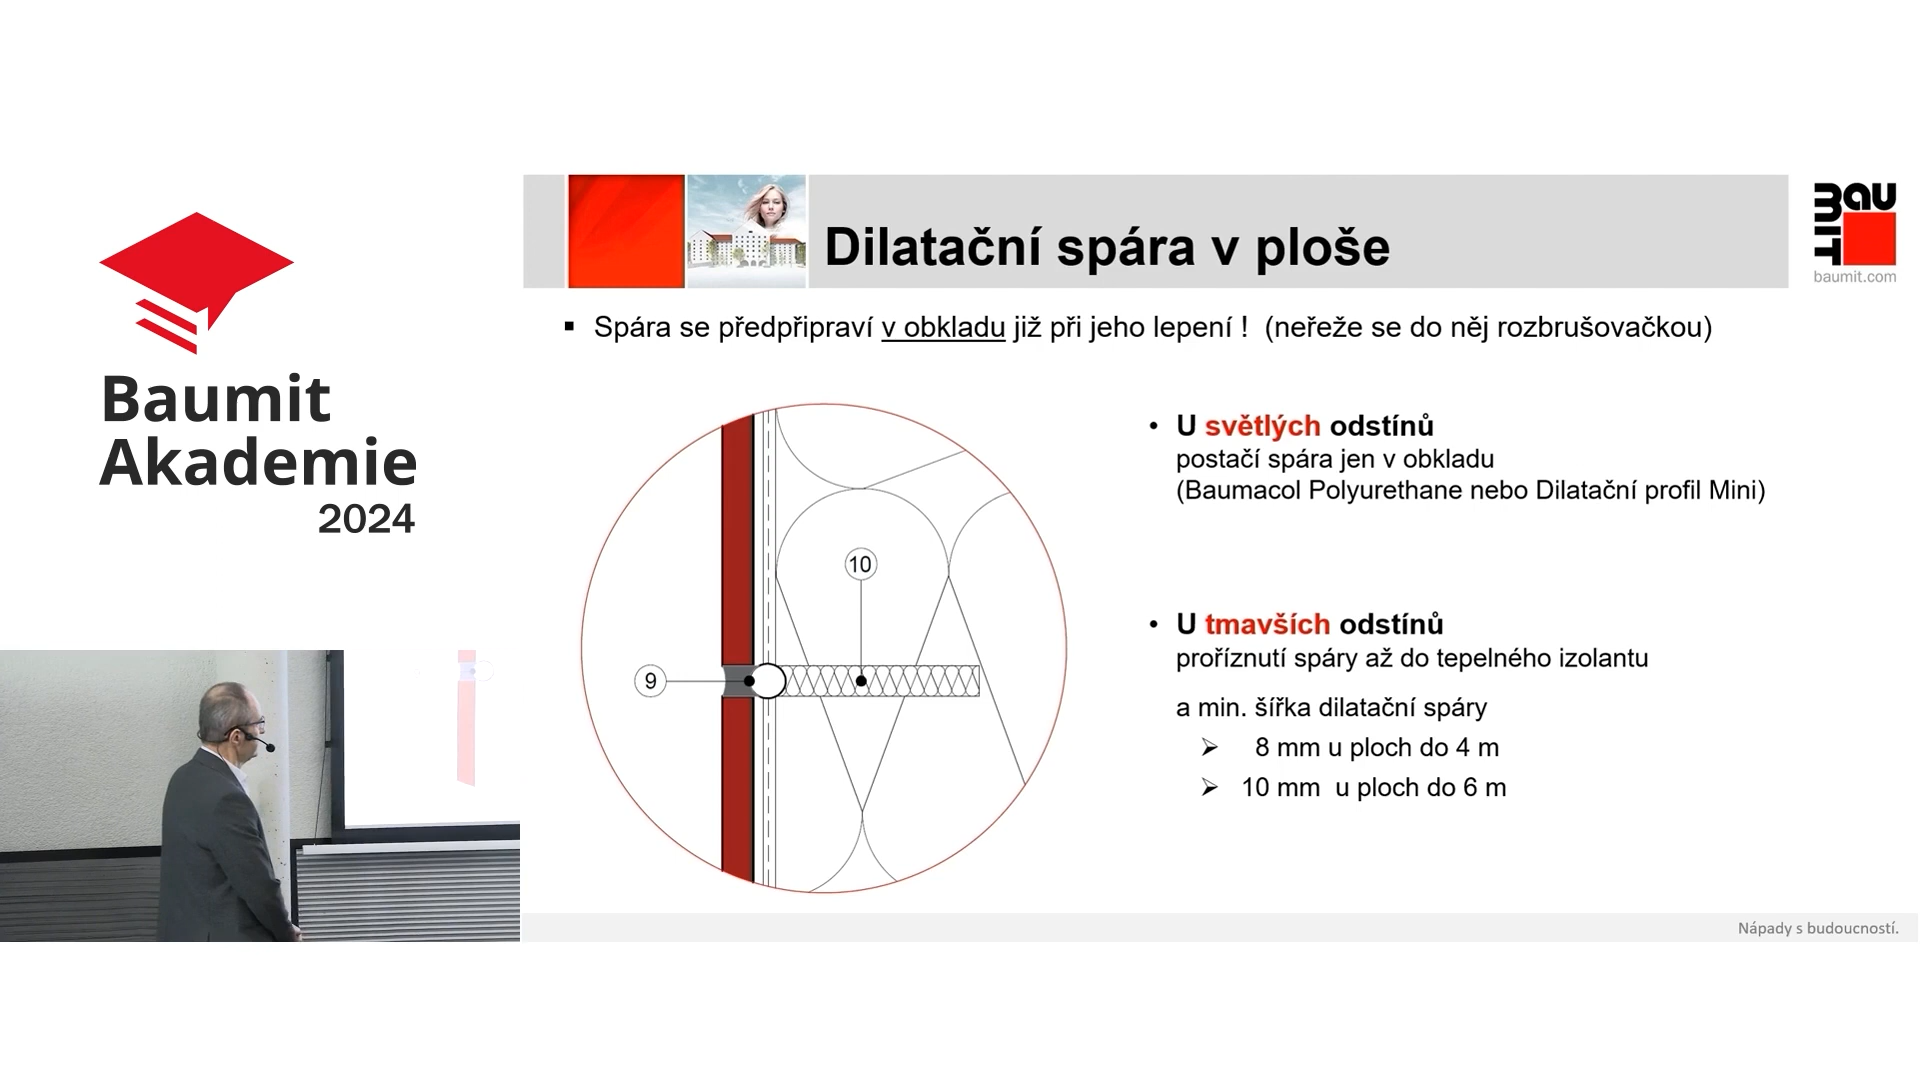 Baumit
Akademie
2024
Dilatační spára v ploše
bauMIT
baumit.com
▪ Spára se předpřipraví v obkladu již při jeho lepení ! (neřeže se do něj rozbrušovačkou)
10
9
• U světlých odstínů
postačí spára jen v obkladu
(Baumacol Polyurethane nebo Dilatační profil Mini)
• U tmavších odstínů
proříznutí spáry až do tepelného izolantu
a min. šířka dilatační spáry
➢ 8 mm u ploch do 4 m
➢ 10 mm u ploch do 6 m
Nápady s budoucností.